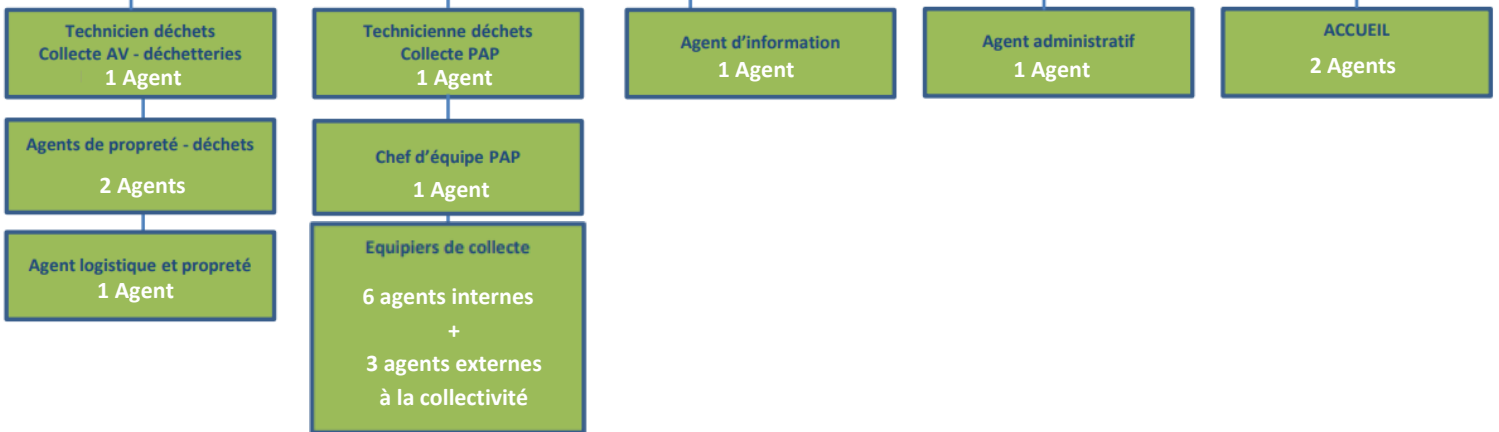 Technicien déchets
Collecte AV - déchetteries
1 Agent
Technicienne déchets
Collecte PAP
1 Agent
Agent d'information
1 Agent
Agent administratif
1 Agent
ACCUEIL
2 Agents
Agents de propreté - déchets
2 Agents
Chef d'équipe PAP
1 Agent
Agent logistique et propreté
1 Agent
Equipiers de collecte
6 agents internes
+
3 agents externes
à la collectivité